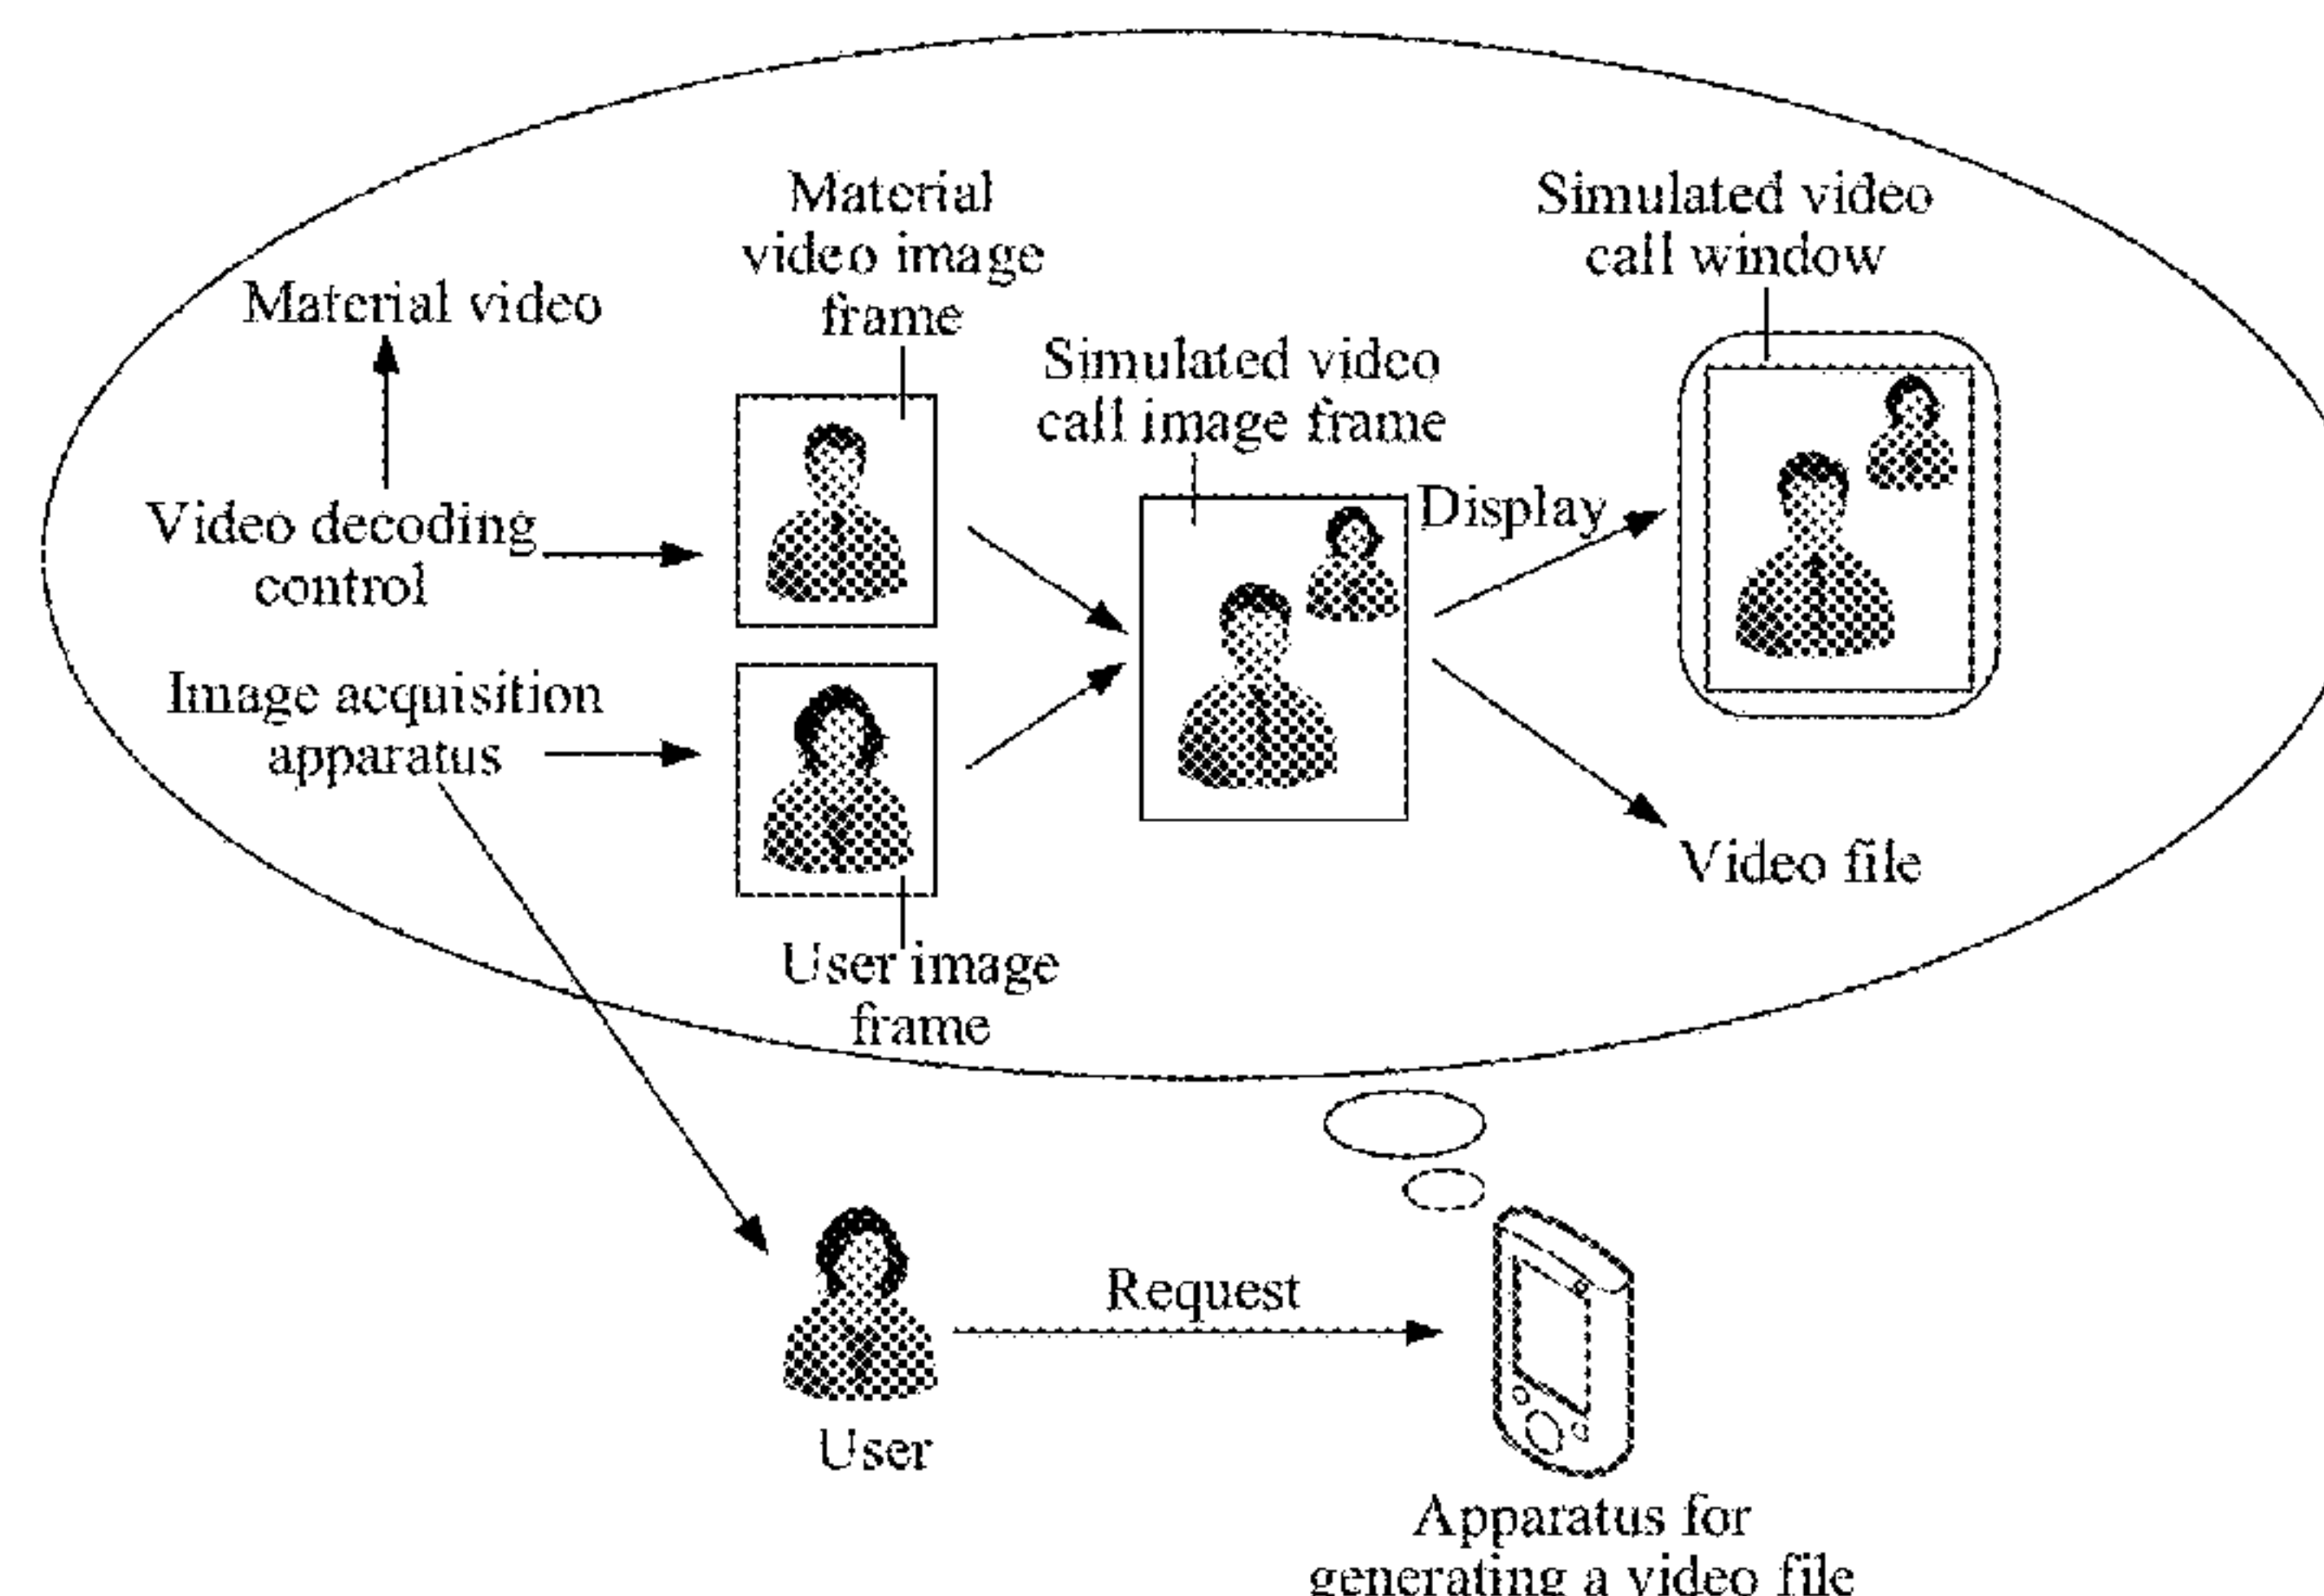 Material
video image
frame
Simulated video
call window
Material video
Simulated video
call image frame
Video decoding
control
Display
Image acquisition
apparatus
Video file
User image
frame
Request
User
Apparatus for
generating a video file